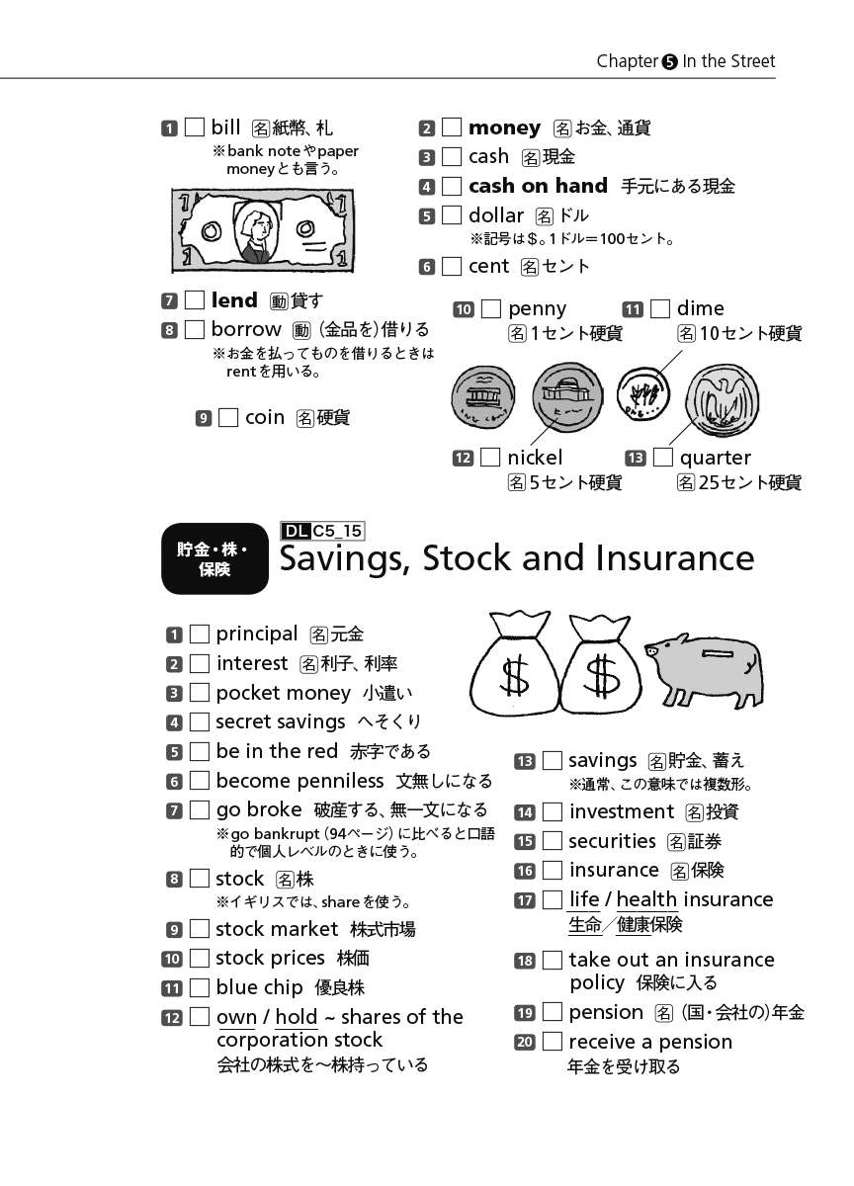 Chapter❺ In the Street
1 □ bill 名紙幣、札
※bank noteやpaper
moneyとも言う。
1 1
1 1
2 □ money 名お金、通貨
3 □ cash 名現金
4 □ cash on hand 手元にある現金
5 □ dollar 名ドル
※記号は$。1ドル＝100セント。
6 □ cent 名セント
7 □ lend 動貸す
8 □ borrow 動（金品を）借りる
※お金を払ってものを借りるときは
rentを用いる。
9 □ coin 名硬貨
10 □ penny
名1セント硬貨
11 □ dime
名10セント硬貨
12 □ nickel
名5セント硬貨
13 □ quarter
名25セント硬貨
貯金・株・
保険
DL C5_15
Savings, Stock and Insurance
$ $
1 □ principal 名元金
2 □ interest 名利子、利率
3 □ pocket money 小遣い
4 □ secret savings へそくり
5 □ be in the red 赤字である
6 □ become penniless 文無しになる
7 □ go broke 破産する、無一文になる
※go bankrupt（94ページ）に比べると口語
的で個人レベルのときに使う。
8 □ stock 名株
※イギリスでは、shareを使う。
9 □ stock market 株式市場
10 □ stock prices 株価
11 □ blue chip 優良株
12 □ own / hold ~ shares of the
corporation stock
会社の株式を〜株持っている
13 □ savings 名貯金、蓄え
※通常、この意味では複数形。
14 □ investment 名投資
15 □ securities 名証券
16 □ insurance 名保険
17 □ life / health insurance
生命／健康保険
18 □ take out an insurance
policy 保険に入る
19 □ pension 名（国・会社の）年金
20 □ receive a pension
年金を受け取る